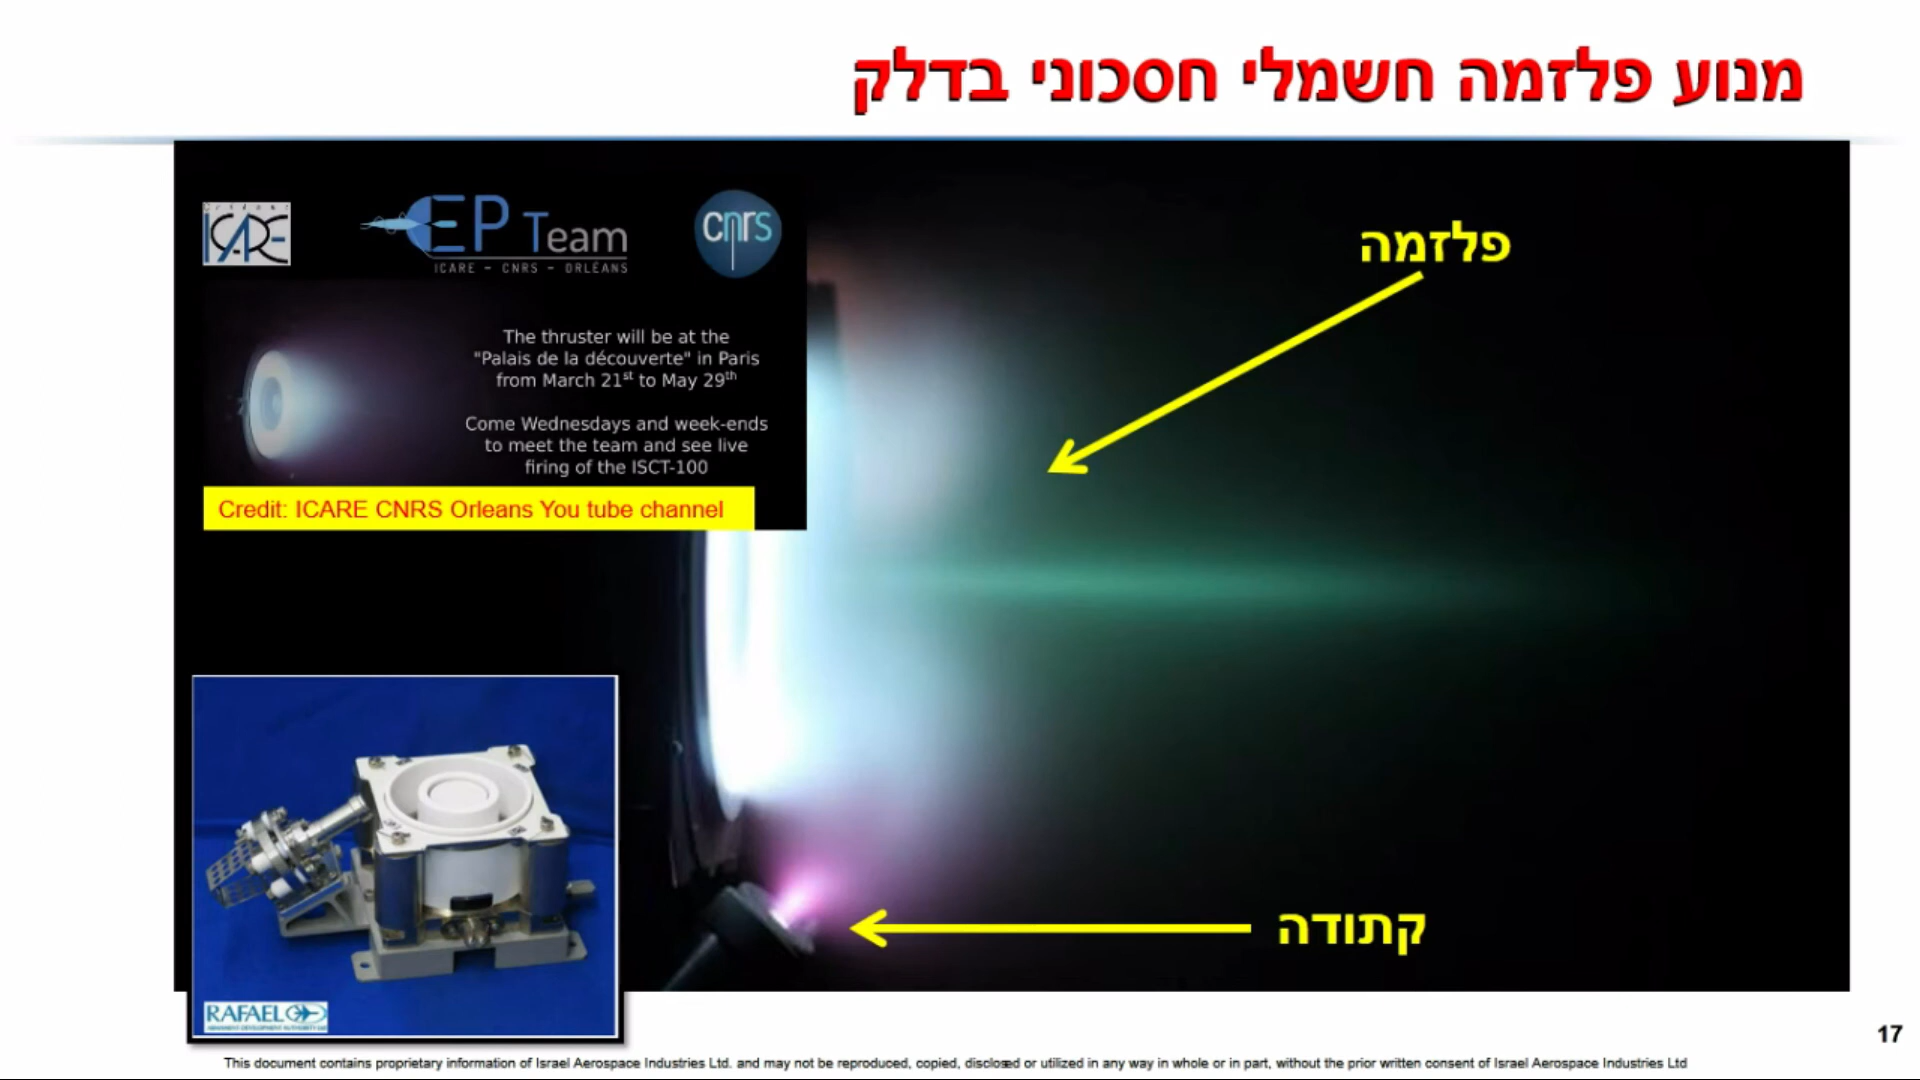 מנוע פלזמה חשמלי חסכוני בדלק
ICARE
EP Team
ICARE - CNRS - ORLÉANS
cnrs
The thruster will be at the
"Palais de la découverte" in Paris
from March 21st to May 29th
Come Wednesdays and week-ends
to meet the team and see live
firing of the ISCT-100
Credit: ICARE CNRS Orleans You tube channel
פלזמה
קתודה
RAFAEL
17
This document contains proprietary information of Israel Aerospace Industries Ltd. and may not be reproduced, copied, disclosed or utilized in any way in whole or in part, without the prior written consent of Israel Aerospace Industries Ltd